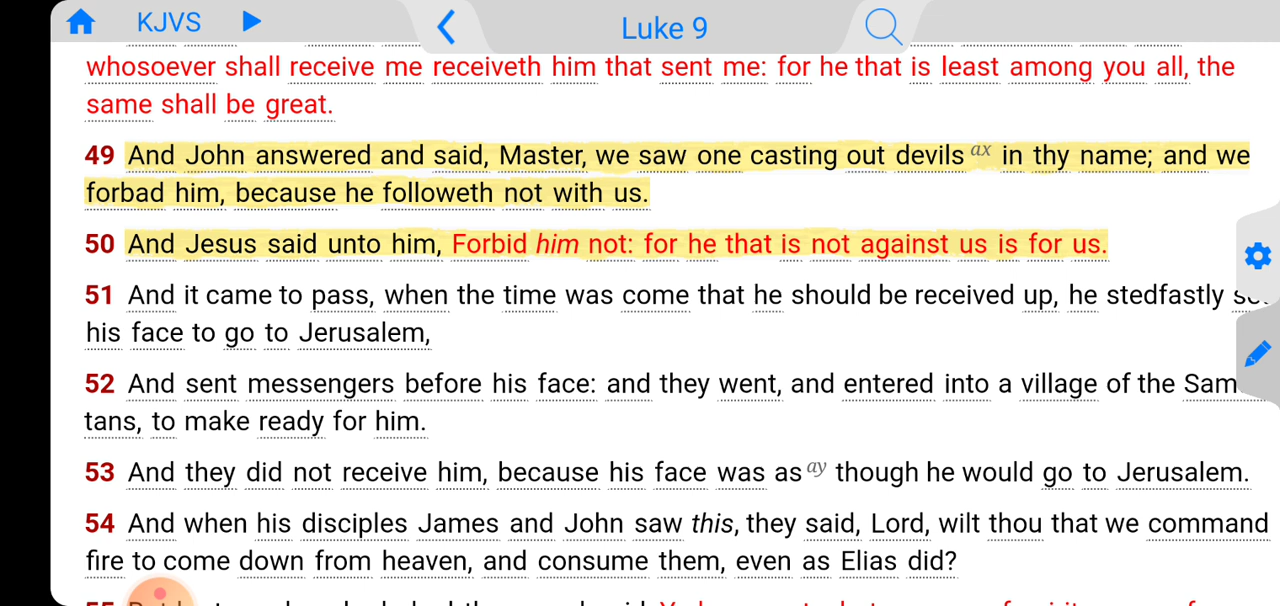 KJVS
Luke 9
whosoever shall receive me receiveth him that sent me: for he that is least among you all, the
same shall be great.
49 And John answered and said, Master, we saw one casting out devils ax in thy name; and we
forbad him, because he followeth not with us.
50 And Jesus said unto him, Forbid him not: for he that is not against us is for us.
51 And it came to pass, when the time was come that he should be received up, he stedfastly
his face to go to Jerusalem,
52 And sent messengers before his face: and they went, and entered into a village of the Sam
tans, to make ready for him.
53 And they did not receive him, because his face was as ay though he would go to Jerusalem.
54 And when his disciples James and John saw this, they said, Lord, wilt thou that we command
fire to come down from heaven, and consume them, even as Elias did?